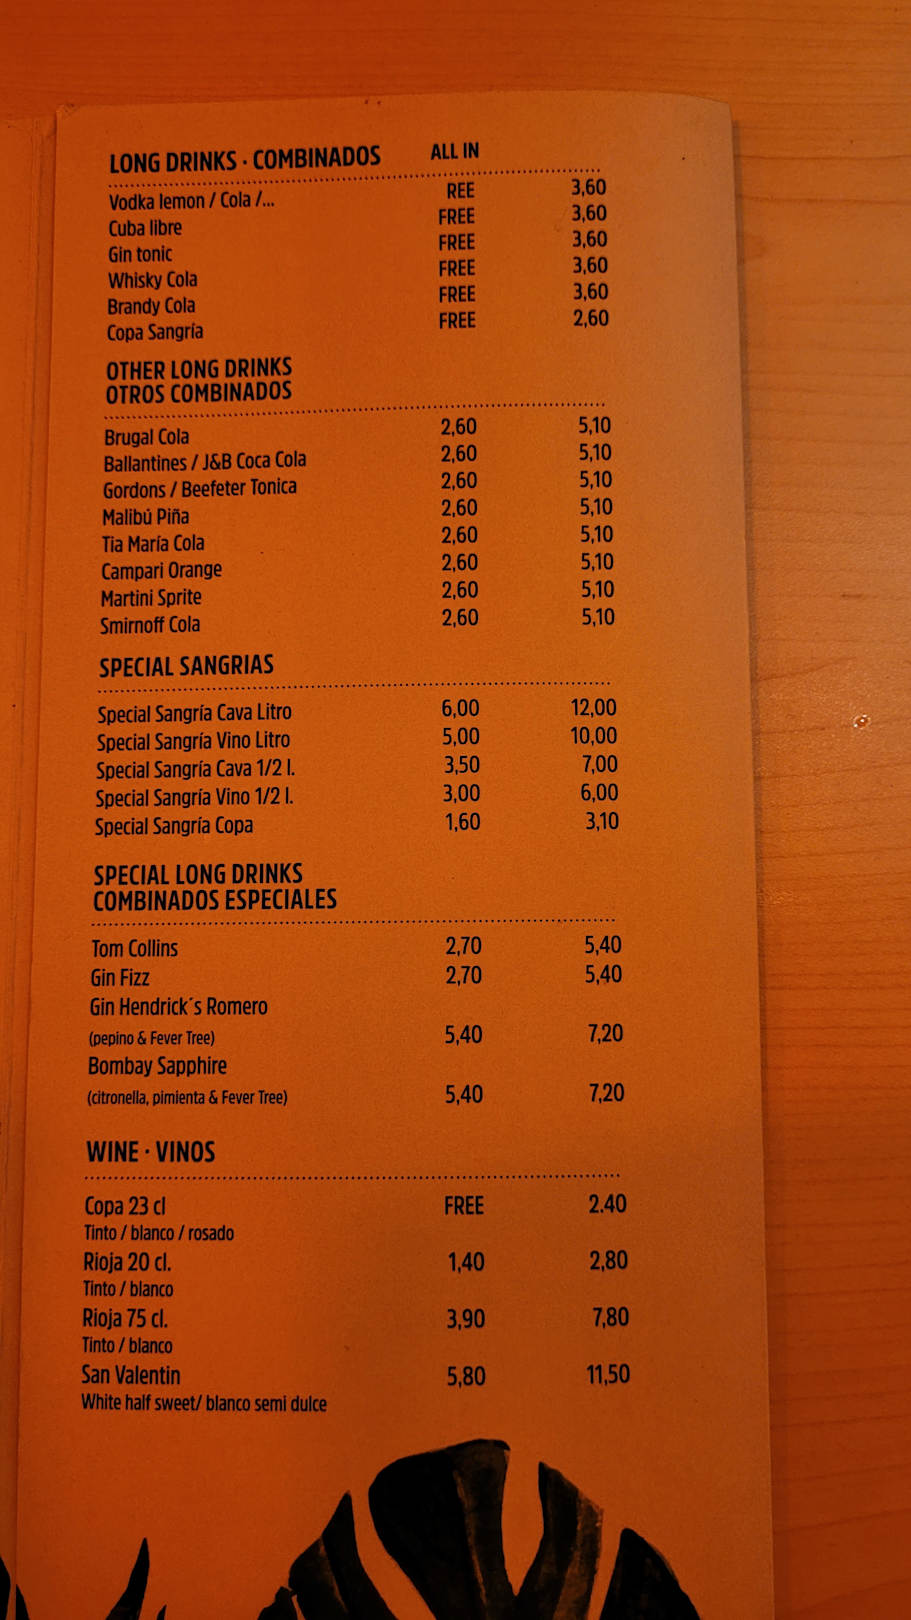 LONG DRINKS · COMBINADOS ALL IN
Vodka lemon / Cola /... REE 3,60
Cuba libre FREE 3,60
Gin tonic FREE 3,60
Whisky Cola FREE 3,60
Brandy Cola FREE 3,60
Copa Sangría FREE 2,60
OTHER LONG DRINKS
OTROS COMBINADOS
Brugal Cola 2,60 5,10
Ballantines / J&B Coca Cola 2,60 5,10
Gordons / Beefeter Tonica 2,60 5,10
Malibú Piña 2,60 5,10
Tia María Cola 2,60 5,10
Campari Orange 2,60 5,10
Martini Sprite 2,60 5,10
Smirnoff Cola 2,60 5,10
SPECIAL SANGRIAS
Special Sangría Cava Litro 6,00 12,00
Special Sangría Vino Litro 5,00 10,00
Special Sangría Cava 1/2 l. 3,50 7,00
Special Sangría Vino 1/2 l. 3,00 6,00
Special Sangría Copa 1,60 3,10
SPECIAL LONG DRINKS
COMBINADOS ESPECIALES
Tom Collins 2,70 5,40
Gin Fizz 2,70 5,40
Gin Hendrick´s Romero
(pepino & Fever Tree) 5,40 7,20
Bombay Sapphire
(citronella, pimienta & Fever Tree) 5,40 7,20
WINE · VINOS
Copa 23 cl FREE 2.40
Tinto / blanco / rosado
Rioja 20 cl. 1,40 2,80
Tinto / blanco
Rioja 75 cl. 3,90 7,80
Tinto / blanco
San Valentin 5,80 11,50
White half sweet/ blanco semi dulce